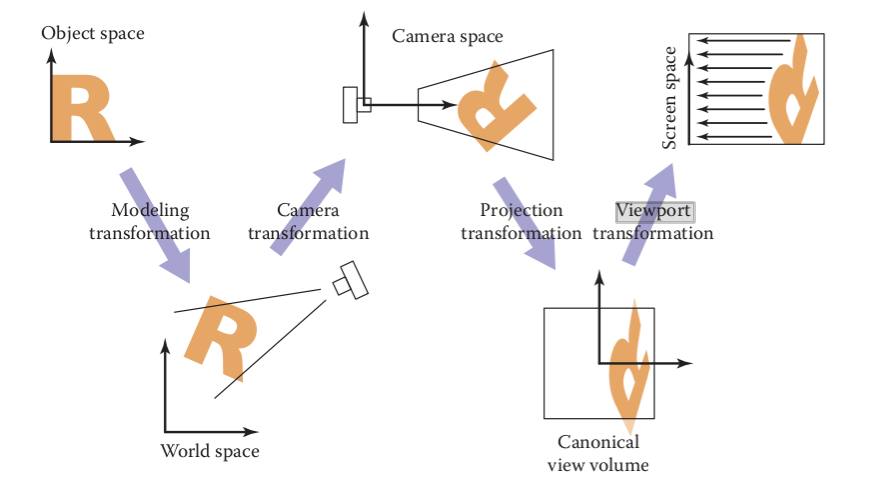 Object space
Camera space
Screen space
Modeling
transformation
Camera
transformation
Projection
transformation
Viewport
transformation
World space
Canonical
view volume
R
R
R
R
R